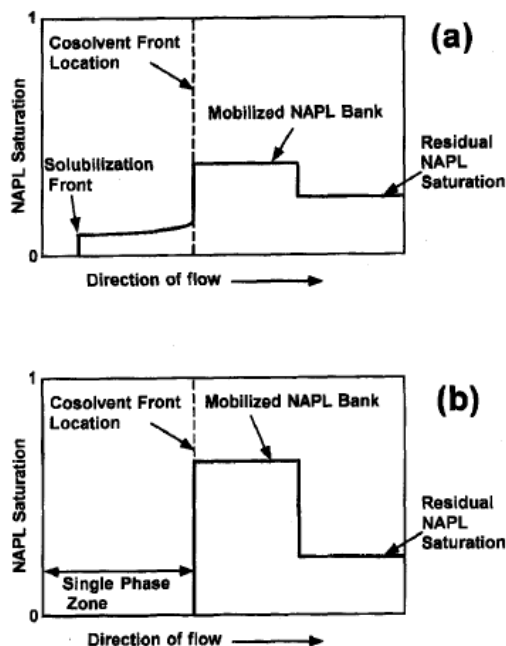 1
(a)
Cosolvent Front
Location
Mobilized NAPL Bank
NAPL Saturation
Solubilization
Front
Residual
NAPL
Saturation
0
Direction of flow
1
(b)
Cosolvent Front
Location
Mobilized NAPL Bank
NAPL Saturation
Residual
NAPL
Saturation
Single Phase
Zone
0
Direction of flow